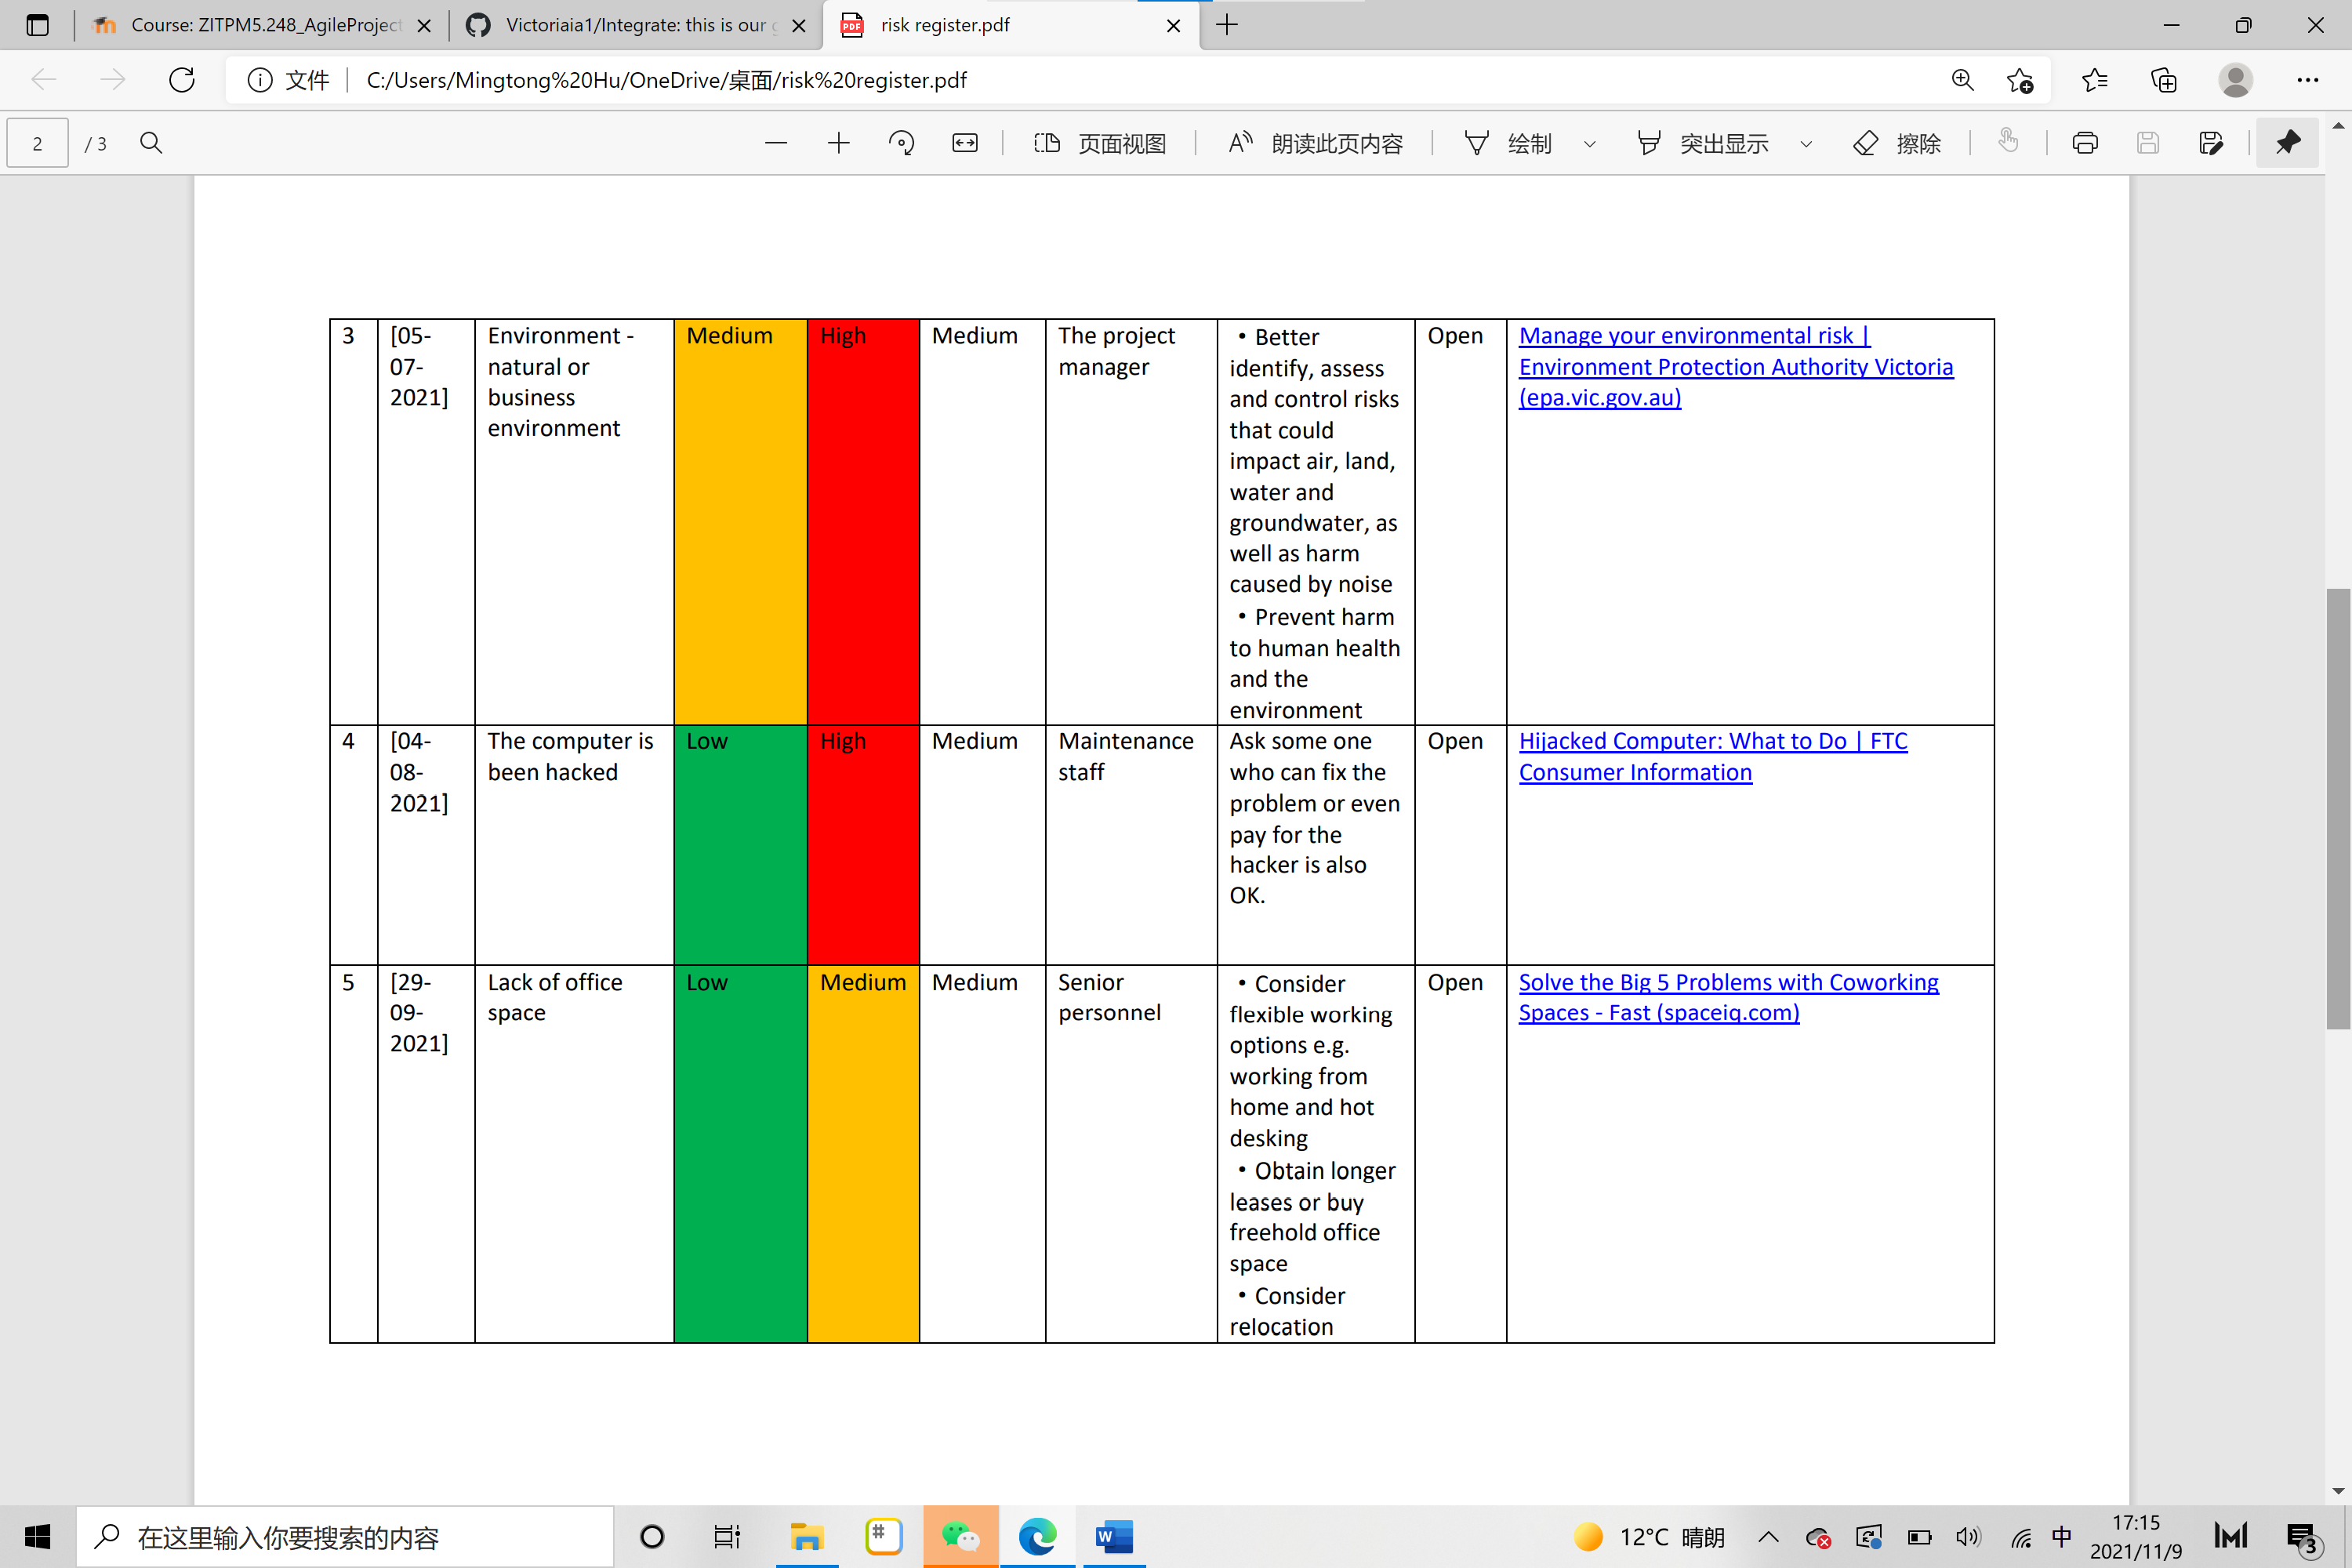 Course: ZITPM5.248_AgileProject
Victoriaia1/Integrate: this is our g
PDF
risk register.pdf
文件
C:/Users/Mingtong%20Hu/OneDrive/桌面/risk%20register.pdf
2
/ 3
页面视图
朗读此页内容
绘制
突出显示
擦除
3
[05-
07-
2021]
Environment -
natural or
business
environment
Medium
High
Medium
The project
manager
• Better
identify, assess
and control risks
that could
impact air, land,
water and
groundwater, as
well as harm
caused by noise
• Prevent harm
to human health
and the
environment
Open
Manage your environmental risk |
Environment Protection Authority Victoria
(epa.vic.gov.au)
4
[04-
08-
2021]
The computer is
been hacked
Low
High
Medium
Maintenance
staff
Ask some one
who can fix the
problem or even
pay for the
hacker is also
OK.
Open
Hijacked Computer: What to Do | FTC
Consumer Information
5
[29-
09-
2021]
Lack of office
space
Low
Medium
Medium
Senior
personnel
• Consider
flexible working
options e.g.
working from
home and hot
desking
• Obtain longer
leases or buy
freehold office
space
• Consider
relocation
Open
Solve the Big 5 Problems with Coworking
Spaces - Fast (spaceiq.com)
在这里输入你要搜索的内容
12°C 晴朗
中
17:15
2021/11/9
3